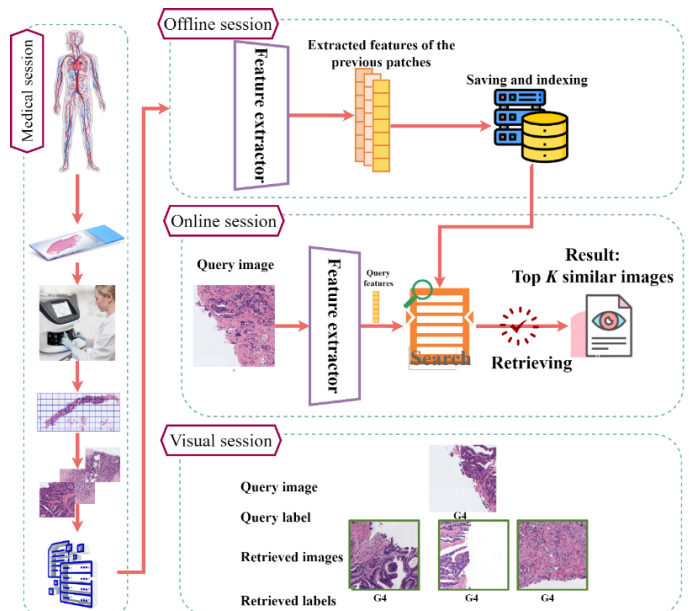 Medical session
Offline session
Feature extractor
Extracted features of the
previous patches
Saving and indexing
Online session
Query image
Feature extractor
Query
features
Search
Retrieving
Result:
Top K similar images
Visual session
Query image
Query label
G4
Retrieved images
Retrieved labels
G4
G4
G4